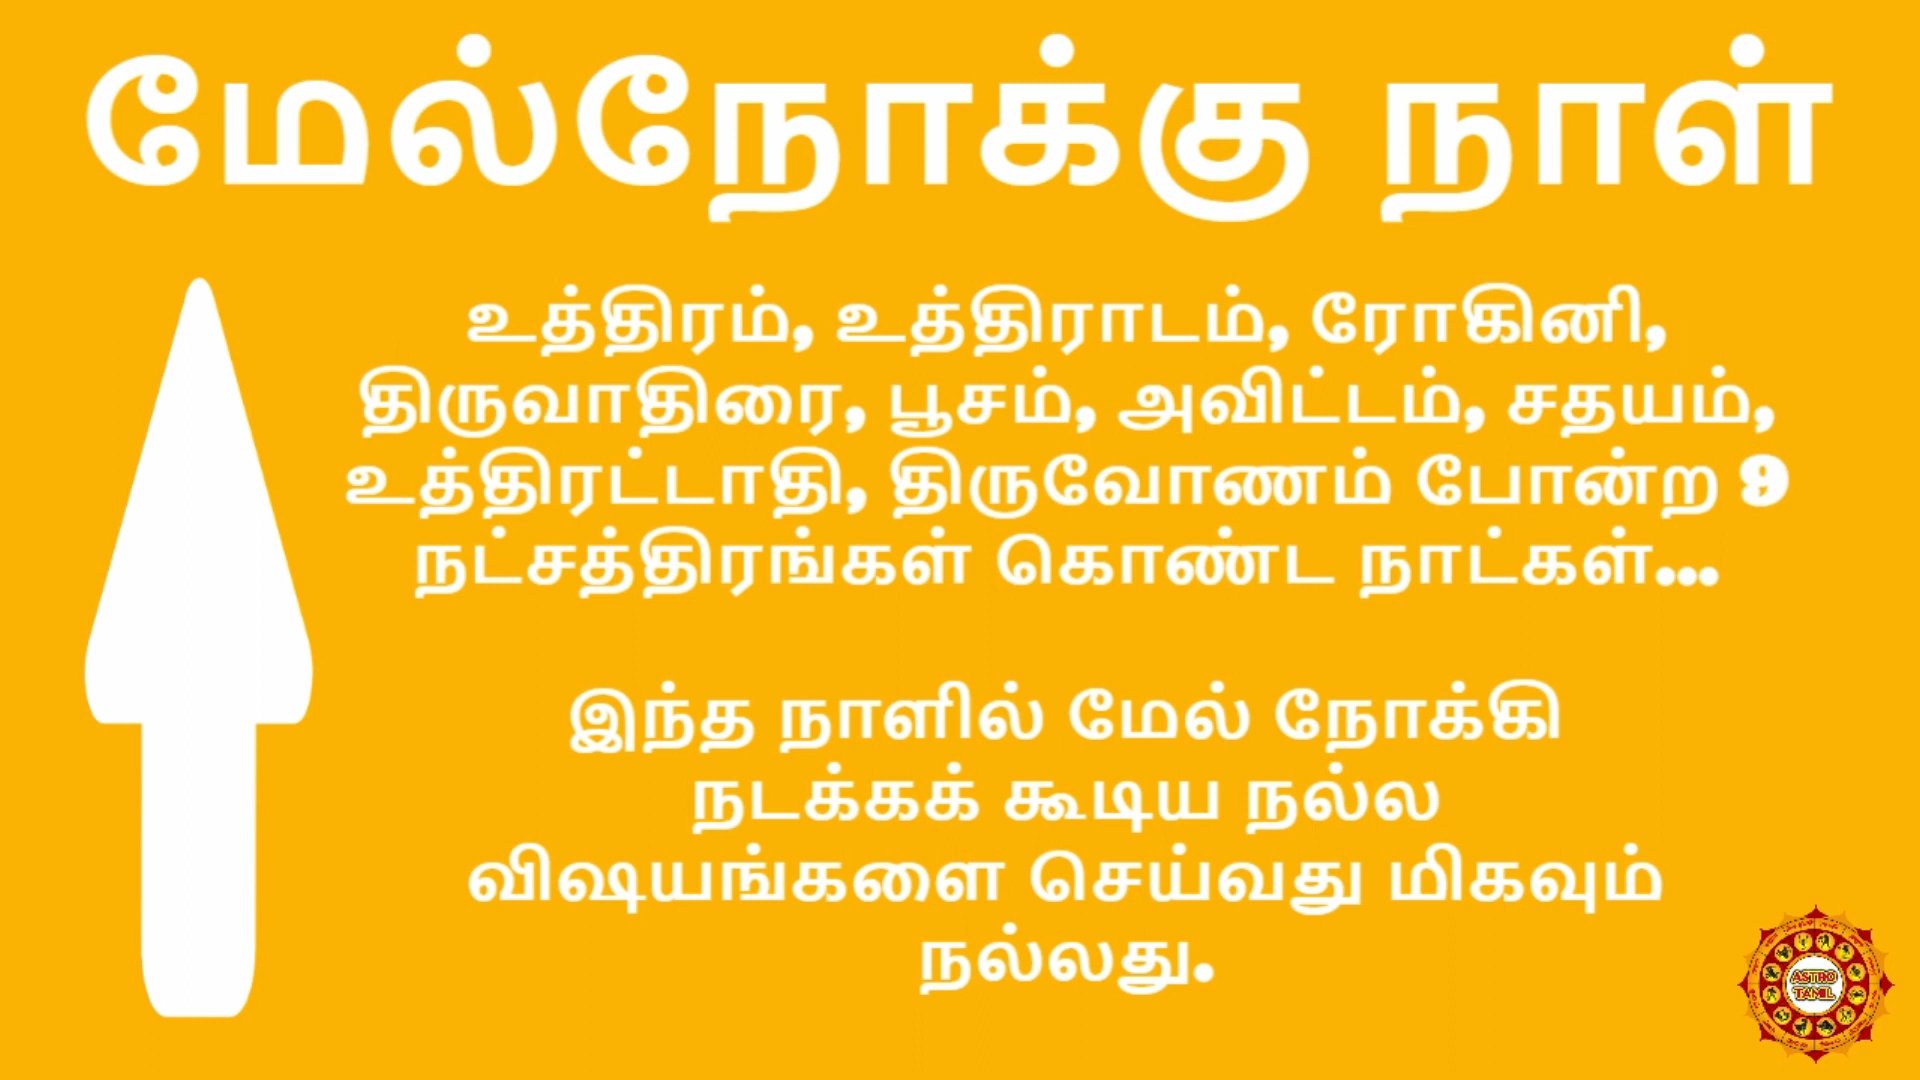 மேல்நோக்கு நாள்
உத்திரம், உத்திராடம், ரோகினி,
திருவாதிரை, பூசம், அவிட்டம், சதயம்,
உத்திரட்டாதி, திருவோணம் போன்ற 9
நட்சத்திரங்கள் கொண்ட நாட்கள்...
இந்த நாளில் மேல் நோக்கி
நடக்கக் கூடிய நல்ல
விஷயங்களை செய்வது மிகவும்
நல்லது.
ASTRO
TAMIL